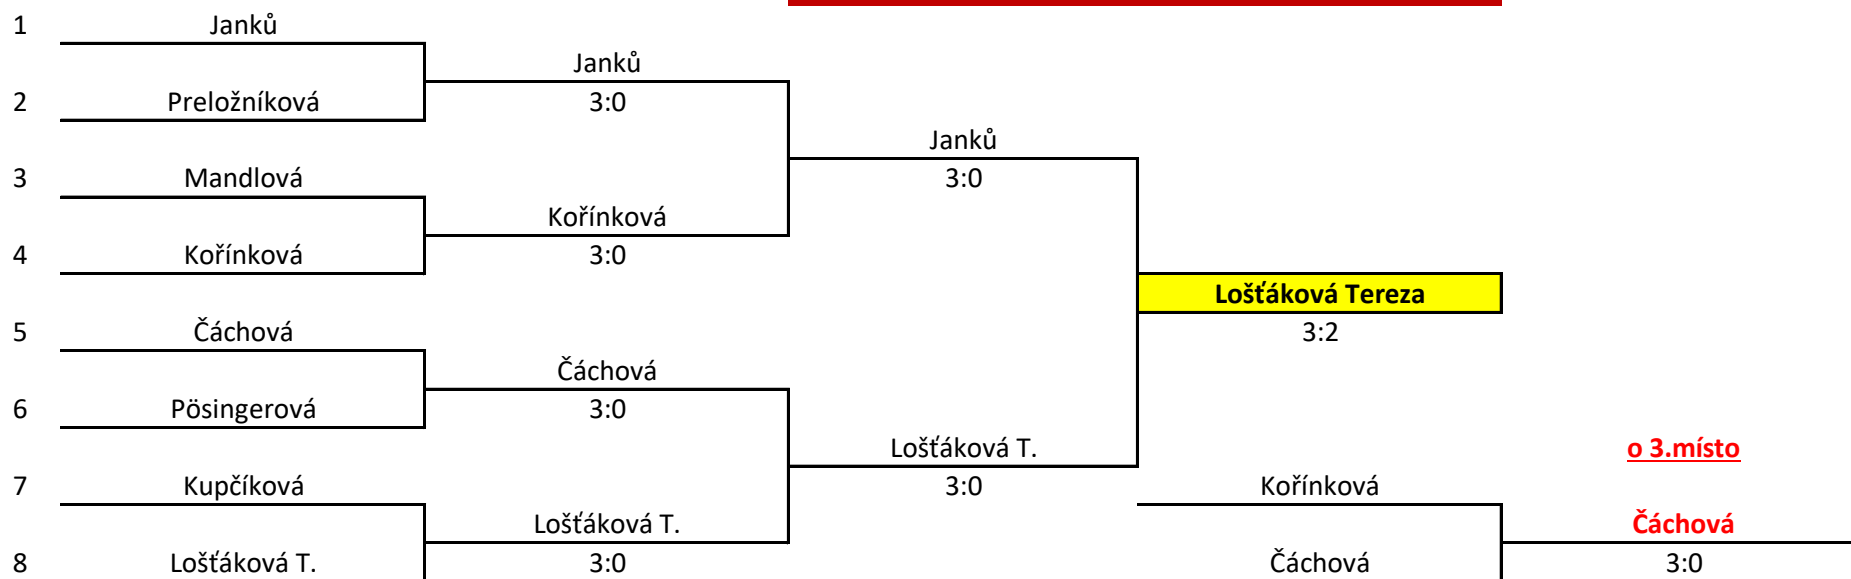 1 Janků
Janků
2 Preložníková 3:0
Janků
3 Mandlová 3:0
Kořínková
4 Kořínková 3:0
Lošťáková Tereza
5 Čáchová 3:2
Čáchová
6 Pösingerová 3:0
Lošťáková T. o 3.místo
7 Kupčíková 3:0 Kořínková
Lošťáková T. Čáchová
8 Lošťáková T. 3:0 Čáchová 3:0